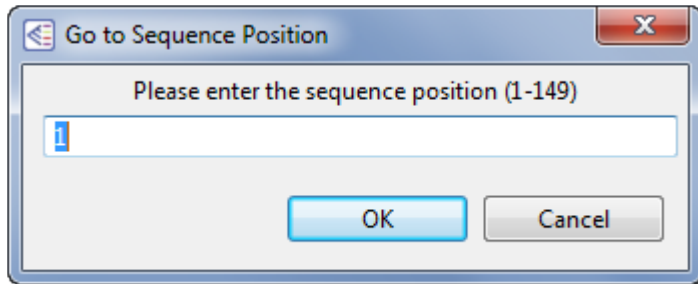 Go to Sequence Position
Please enter the sequence position (1-149)
1
OK Cancel